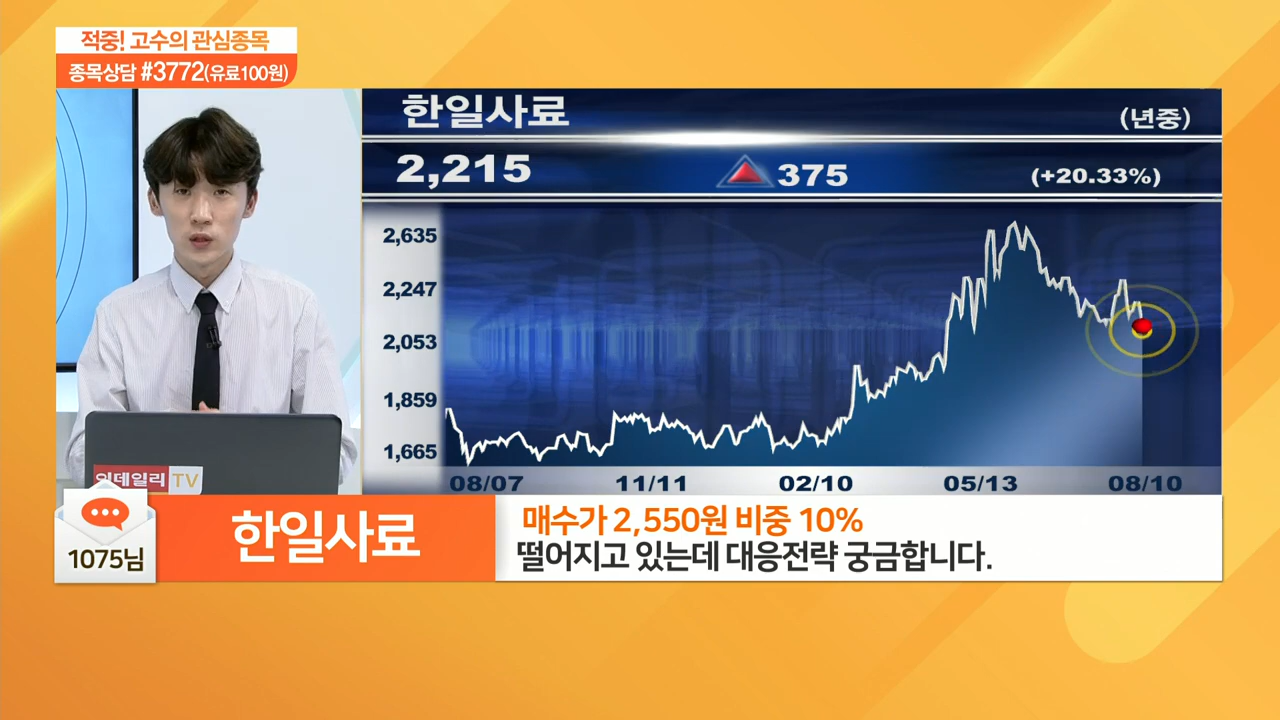 적중! 고수의 관심종목
종목상담 #3772(유료100원)
한일사료
(년중)
2,215
375
(+20.33%)
2,635
2,247
2,053
1,859
1,665
08/07
11/11
02/10
05/13
08/10
이데일리 TV
1075님
한일사료
매수가 2,550원 비중 10%
떨어지고 있는데 대응전략 궁금합니다.